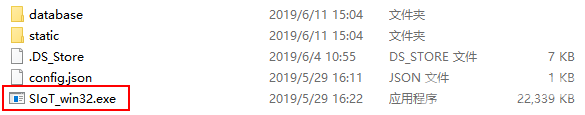 database 2019/6/11 15:04 文件夹
static 2019/6/11 15:04 文件夹
.DS_Store 2019/6/4 10:55 DS_STORE 文件 7 KB
config.json 2019/5/29 16:11 JSON 文件 1 KB
SIoT_win32.exe 2019/5/29 16:22 应用程序 22,339 KB